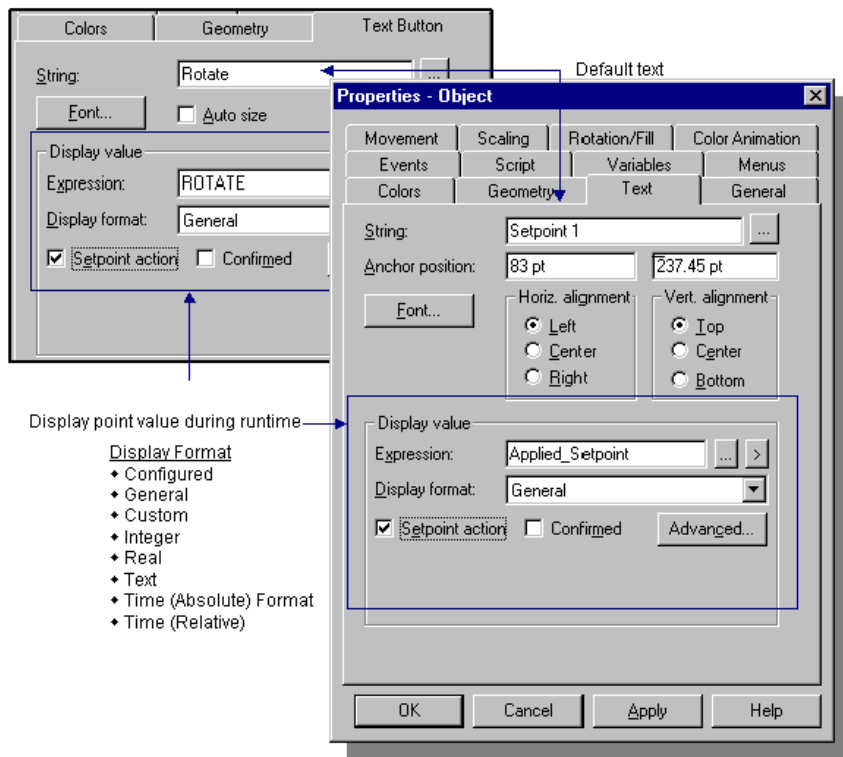 Colors Geometry Text Button
String: Rotate ...
Default text
Font... Auto size
Display value
Expression: ROTATE
Display format: General
Setpoint action Confirmed
Properties - Object
Movement Scaling Rotation/Fill Color Animation
Events Script Variables Menus
Colors Geometry Text General
String: Setpoint 1 ...
Anchor position: 83 pt 237.45 pt
Font...
Horiz. alignment Vert. alignment
Left Top
Center Center
Right Bottom
Display value
Expression: Applied_Setpoint ... >
Display format: General
Setpoint action Confirmed Advanced...
OK Cancel Apply Help
Display point value during runtime
Display Format
Configured
General
Custom
Integer
Real
Text
Time (Absolute) Format
Time (Relative)